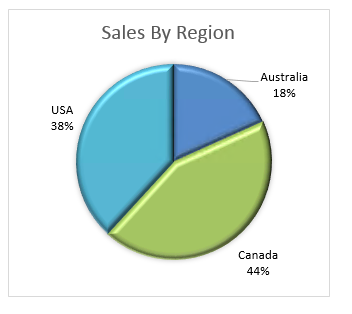 Sales By Region
Australia
18%
USA
38%
Canada
44%